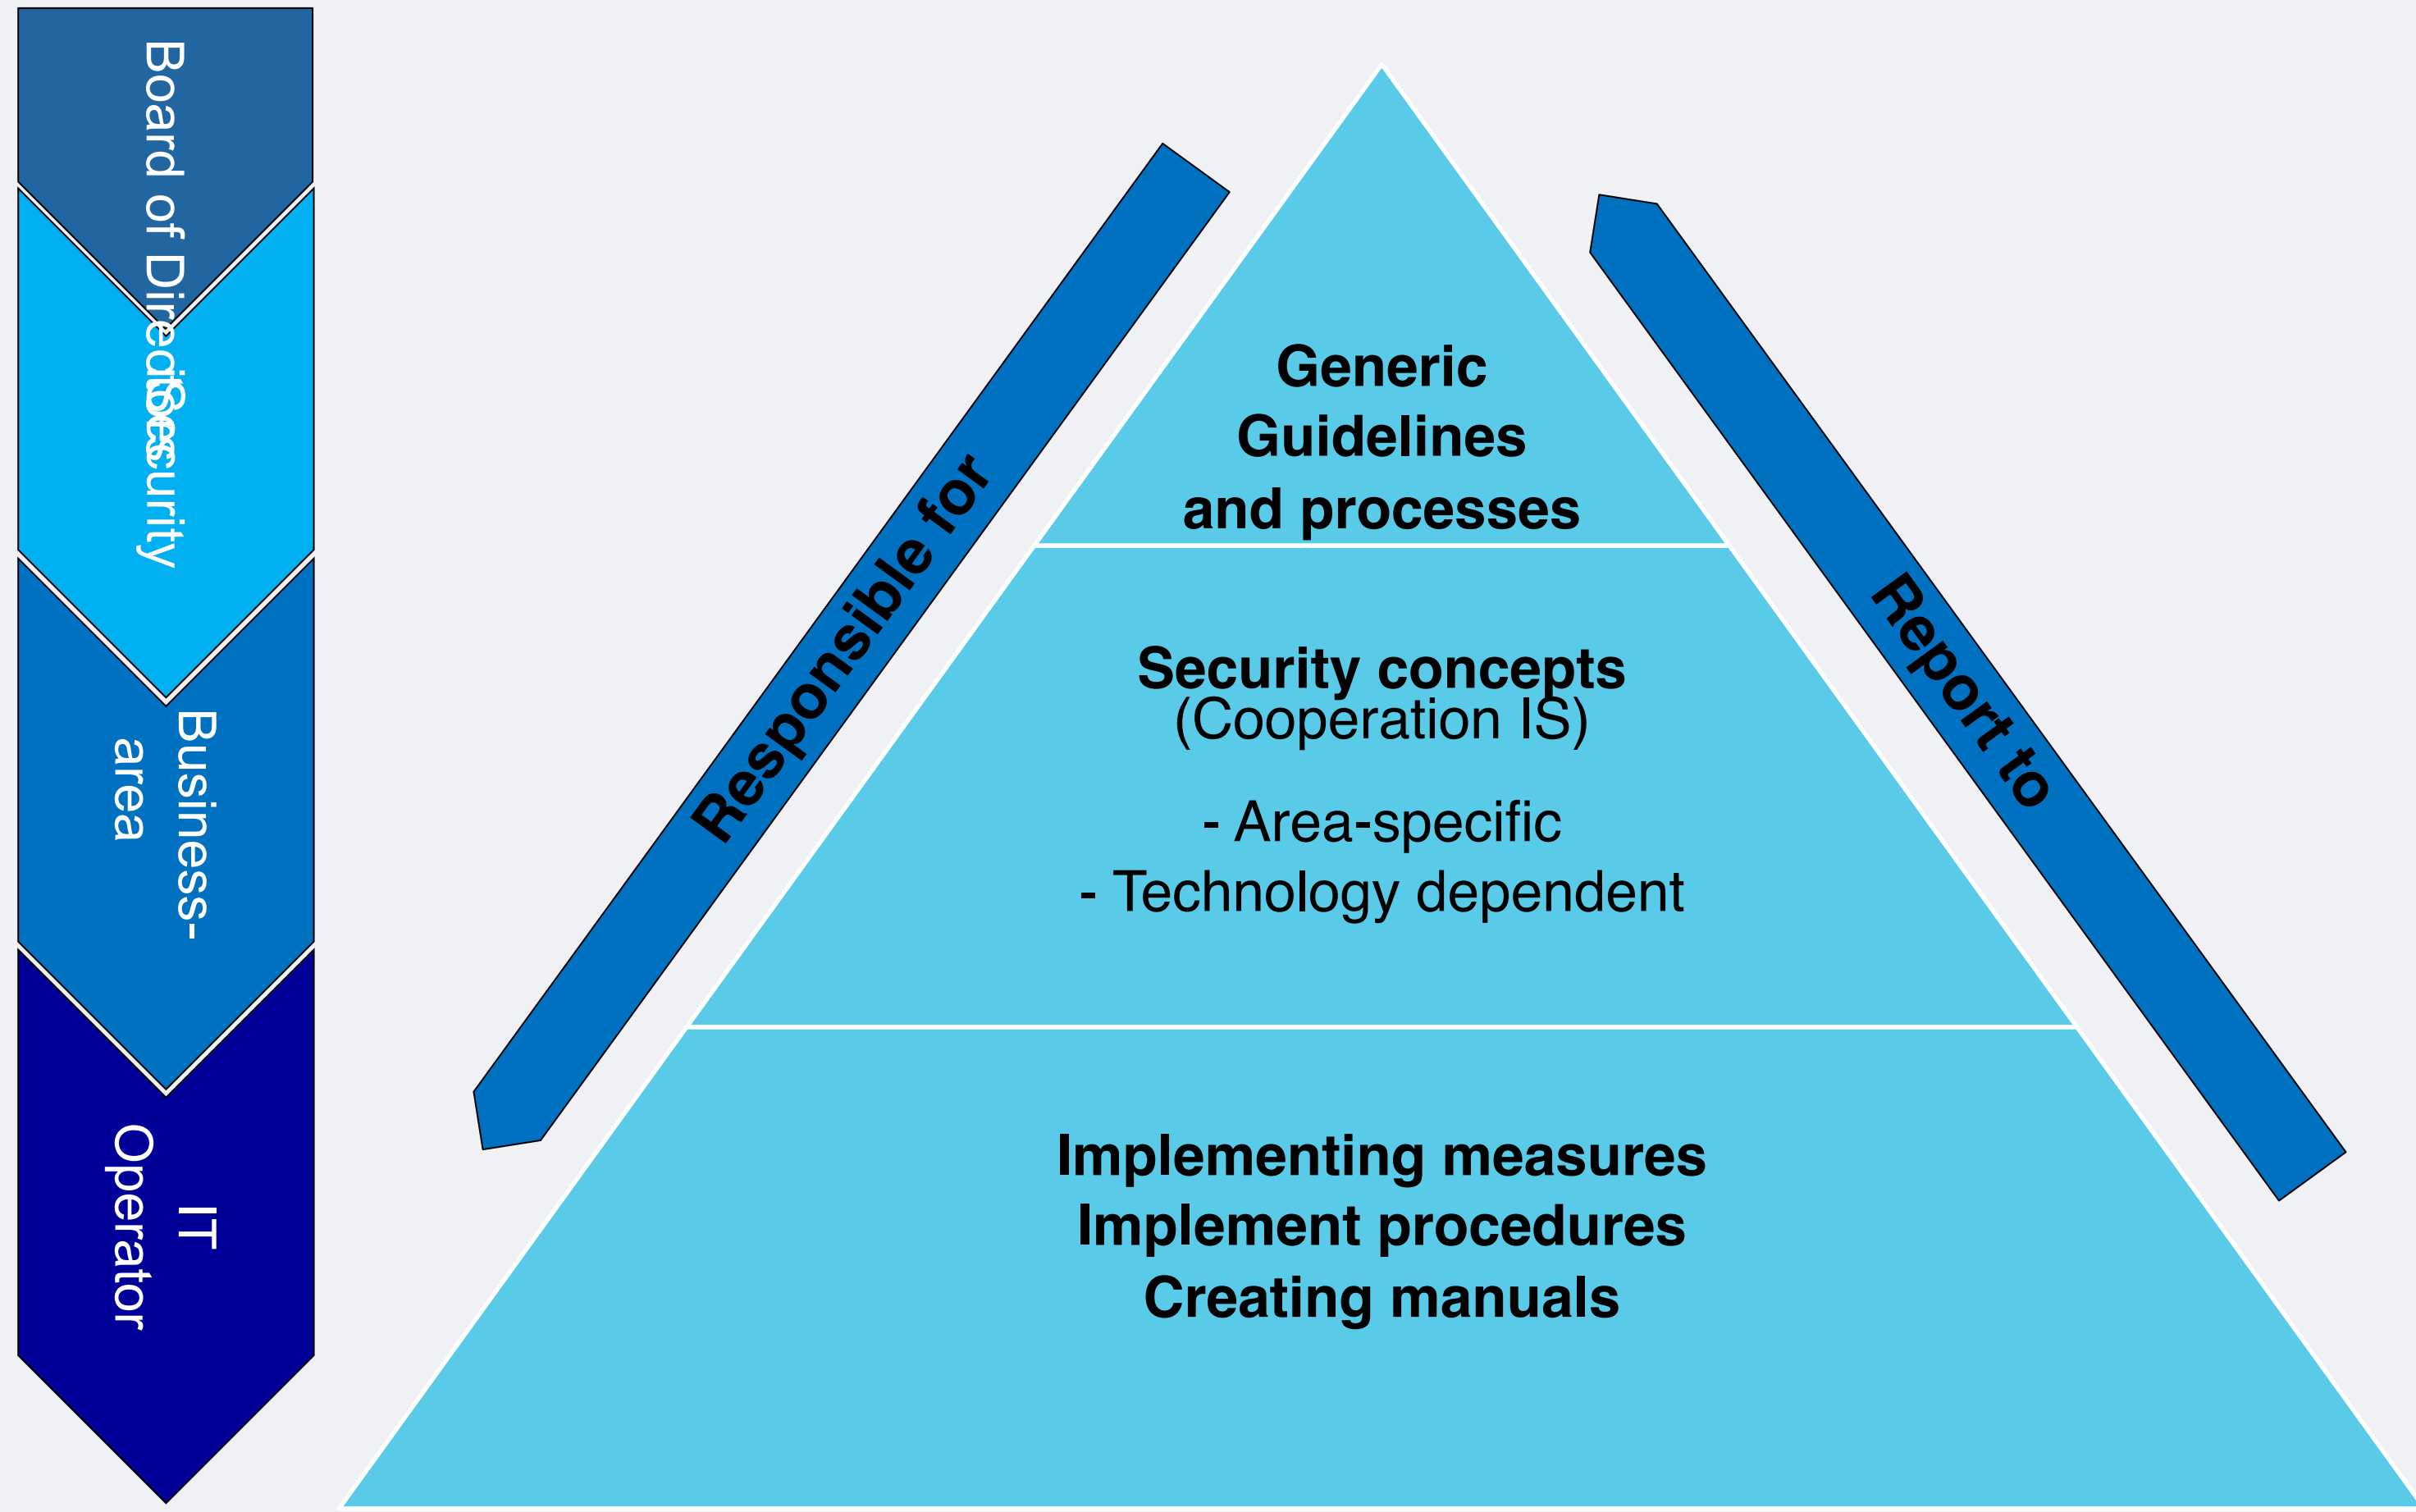 Board of Directors
Security
Business-
area
IT
Operator
Responsible for
Generic
Guidelines
and processes
Security concepts
(Cooperation IS)
- Area-specific
- Technology dependent
Implementing measures
Implement procedures
Creating manuals
Report to